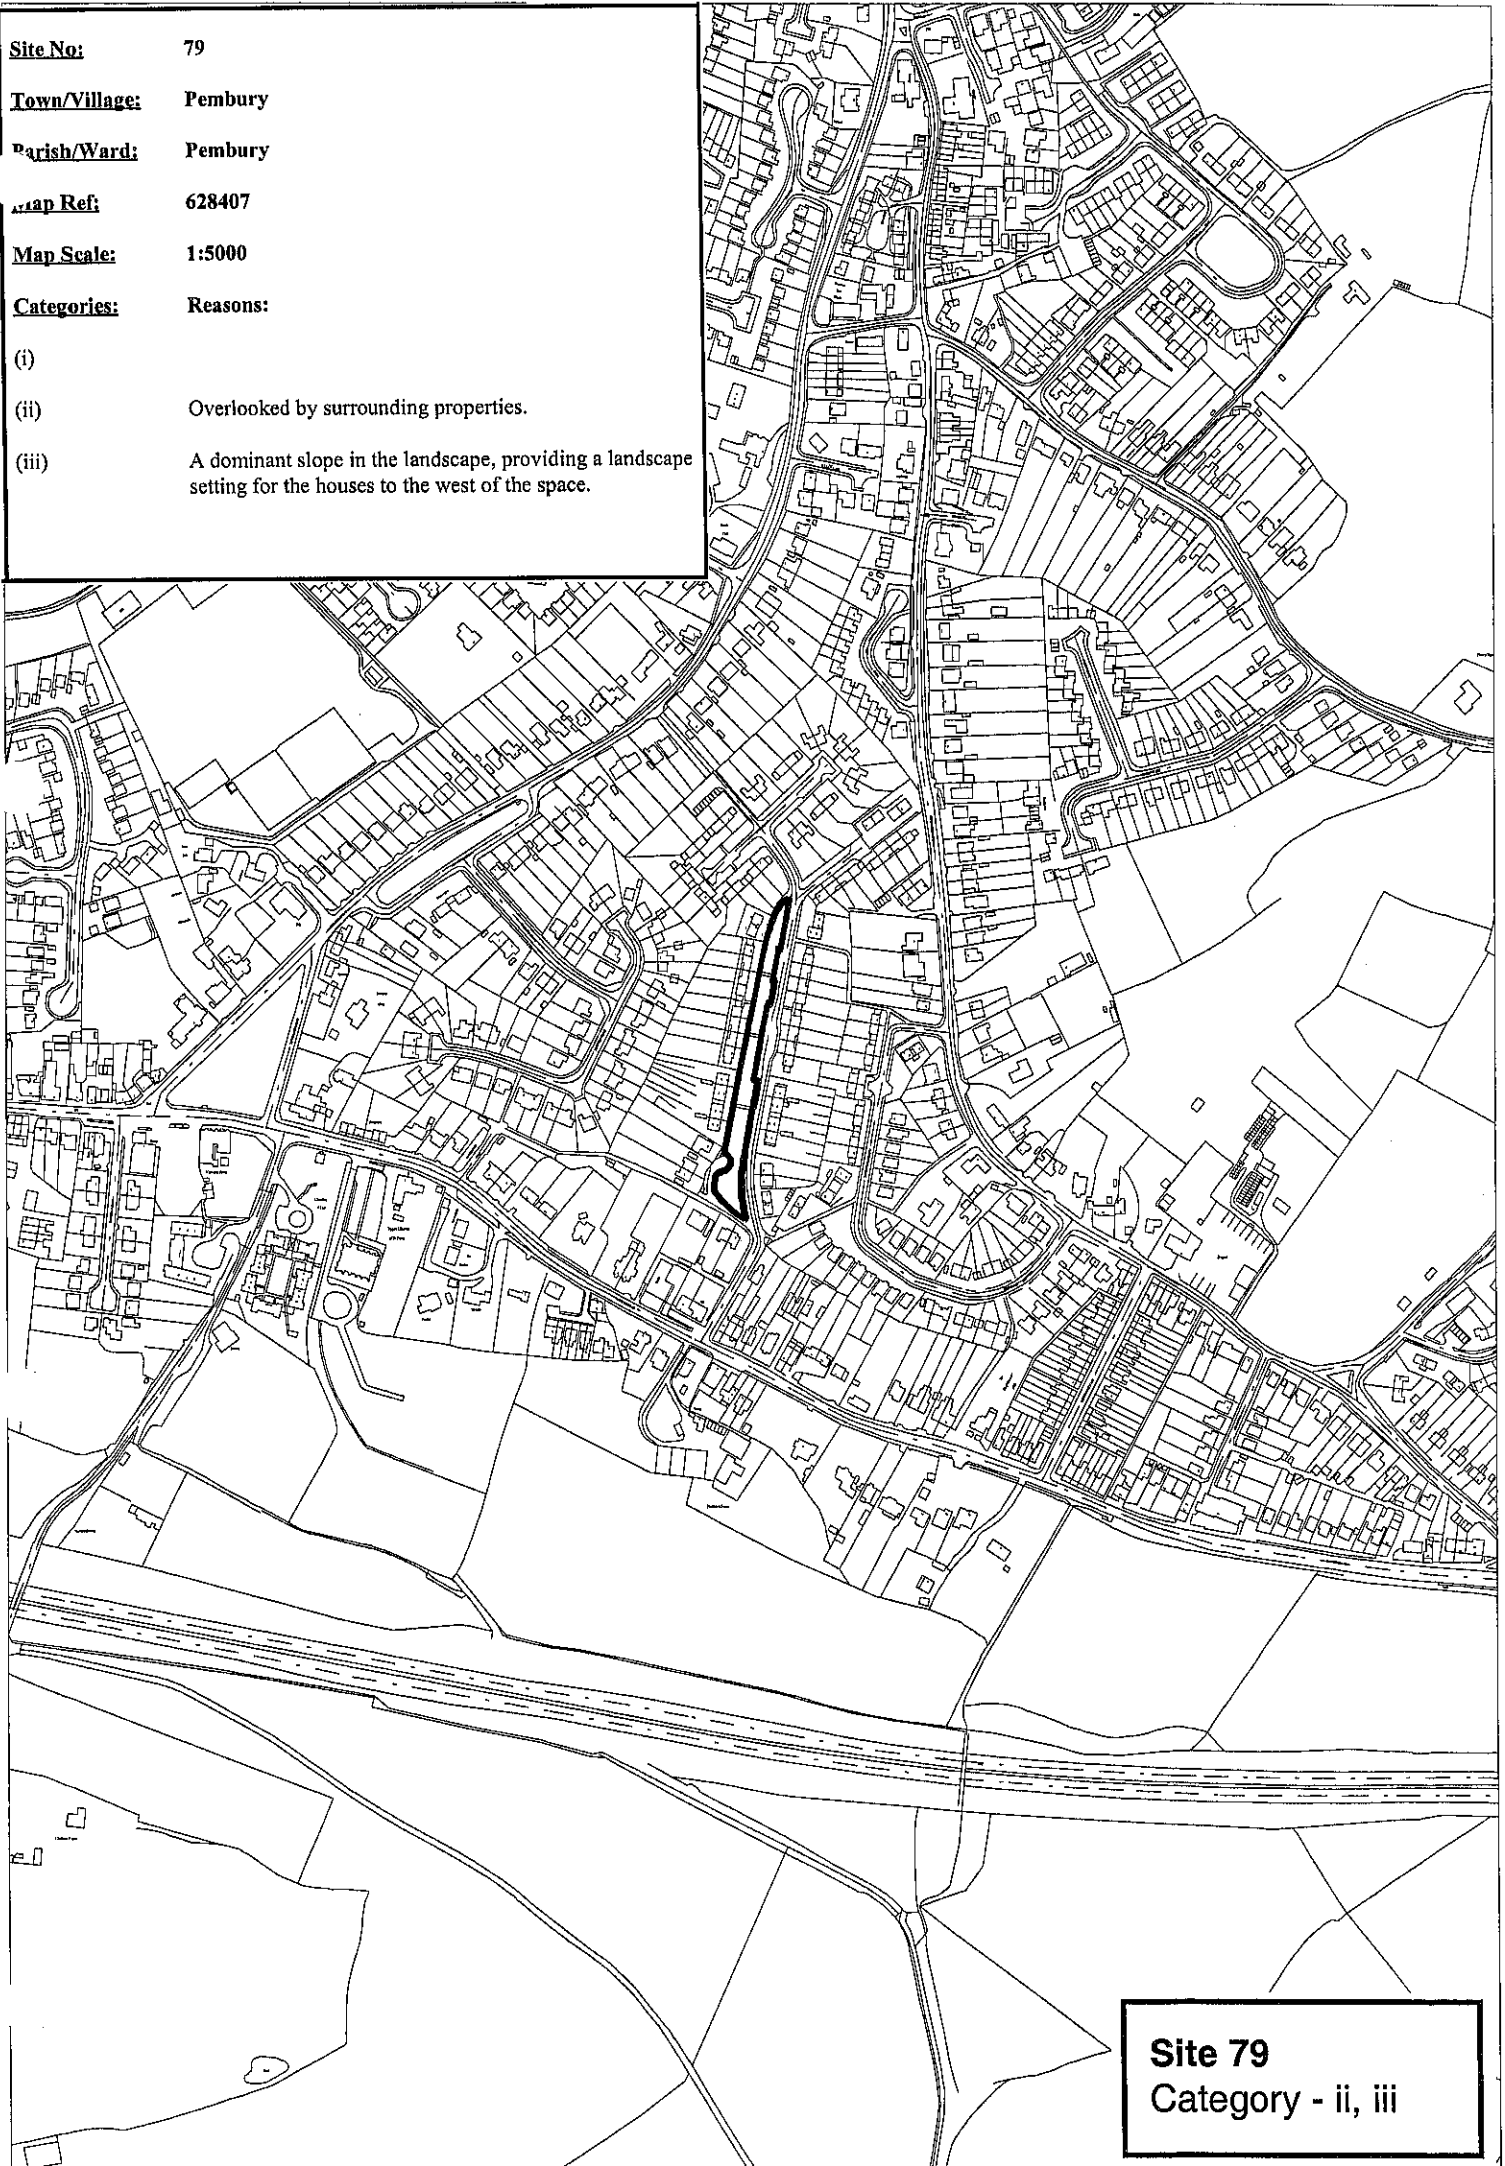 Site No: 79
Town/Village: Pembury
Parish/Ward: Pembury
Map Ref: 628407
Map Scale: 1:5000
Categories: Reasons:
(i)
(ii) Overlooked by surrounding properties.
(iii) A dominant slope in the landscape, providing a landscape
setting for the houses to the west of the space.
Site 79
Category - ii, iii